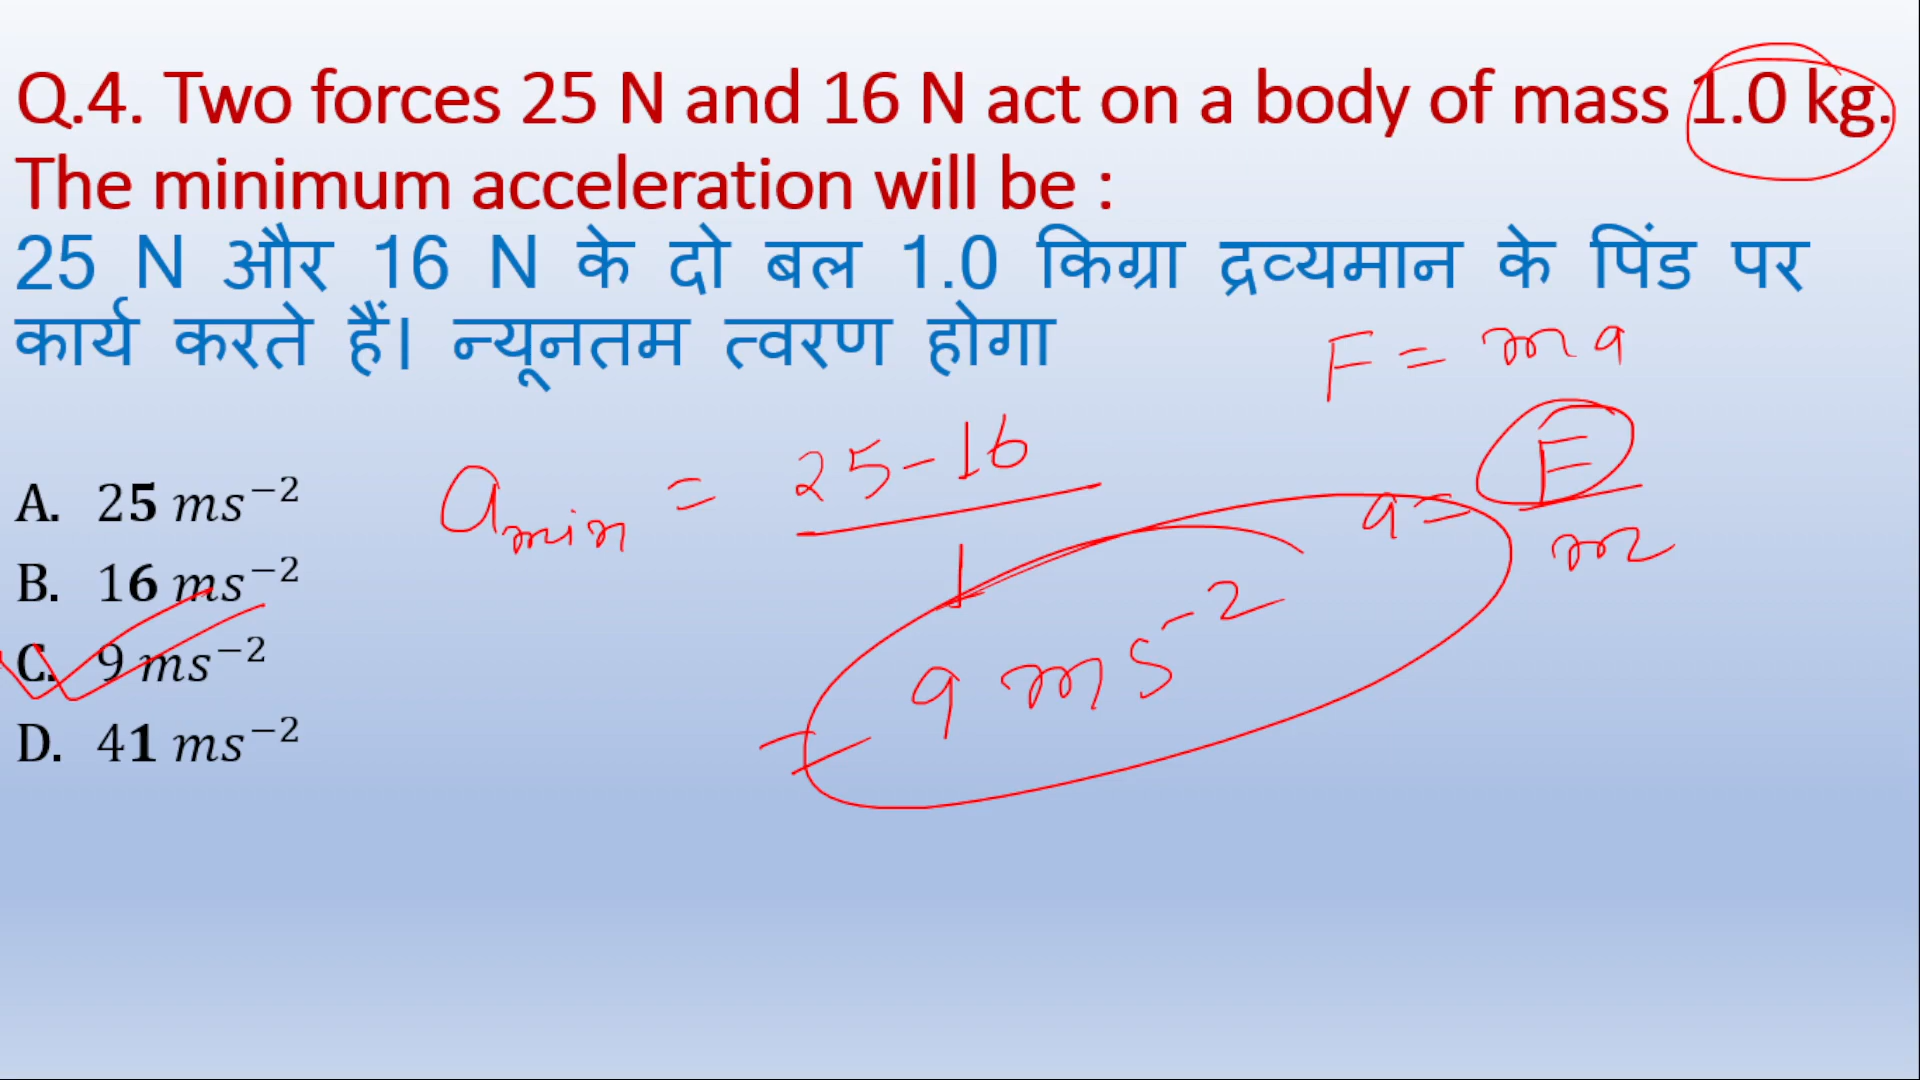 Q.4. Two forces 25 N and 16 N act on a body of mass 1.0 kg.
The minimum acceleration will be :
25 N और 16 N के दो बल 1.0 किग्रा द्रव्यमान के पिंड पर
कार्य करते हैं। न्यूनतम त्वरण होगा
F = ma
a = F/m
a_min = (25-16)/1
= 9 ms⁻²
A. 25 ms⁻²
B. 16 ms⁻²
C. 9 ms⁻²
D. 41 ms⁻²